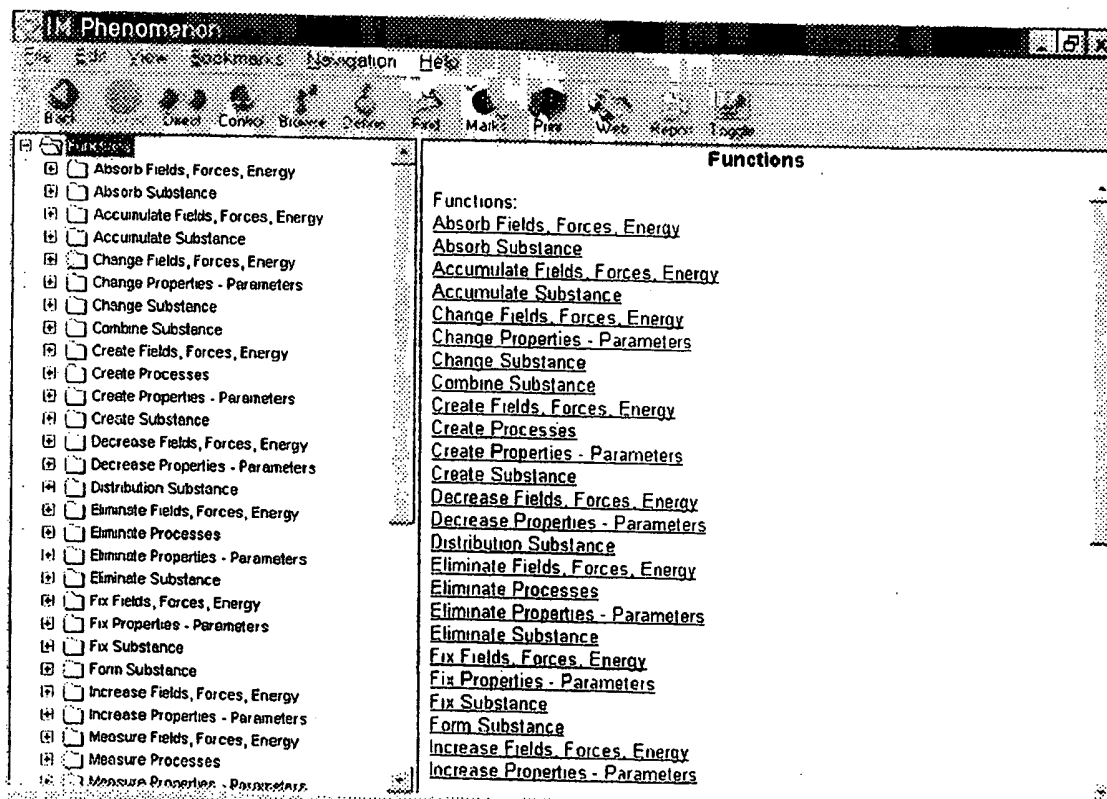 IM Phenomenon
File Edit View Bookmarks Navigation Help
Back Direct Control Browse Define Find Marks Print Web Report Toggle
Functions
Absorb Fields, Forces, Energy
Absorb Substance
Accumulate Fields, Forces, Energy
Accumulate Substance
Change Fields, Forces, Energy
Change Properties - Parameters
Change Substance
Combine Substance
Create Fields, Forces, Energy
Create Processes
Create Properties - Parameters
Create Substance
Decrease Fields, Forces, Energy
Decrease Properties - Parameters
Distribution Substance
Eliminate Fields, Forces, Energy
Eliminate Processes
Eliminate Properties - Parameters
Eliminate Substance
Fix Fields, Forces, Energy
Fix Properties - Parameters
Fix Substance
Form Substance
Increase Fields, Forces, Energy
Increase Properties - Parameters
Measure Fields, Forces, Energy
Measure Processes
Measure Properties - Parameters
Functions
Functions:
Absorb Fields, Forces, Energy
Absorb Substance
Accumulate Fields, Forces, Energy
Accumulate Substance
Change Fields, Forces, Energy
Change Properties - Parameters
Change Substance
Combine Substance
Create Fields, Forces, Energy
Create Processes
Create Properties - Parameters
Create Substance
Decrease Fields, Forces, Energy
Decrease Properties - Parameters
Distribution Substance
Eliminate Fields, Forces, Energy
Eliminate Processes
Eliminate Properties - Parameters
Eliminate Substance
Fix Fields, Forces, Energy
Fix Properties - Parameters
Fix Substance
Form Substance
Increase Fields, Forces, Energy
Increase Properties - Parameters